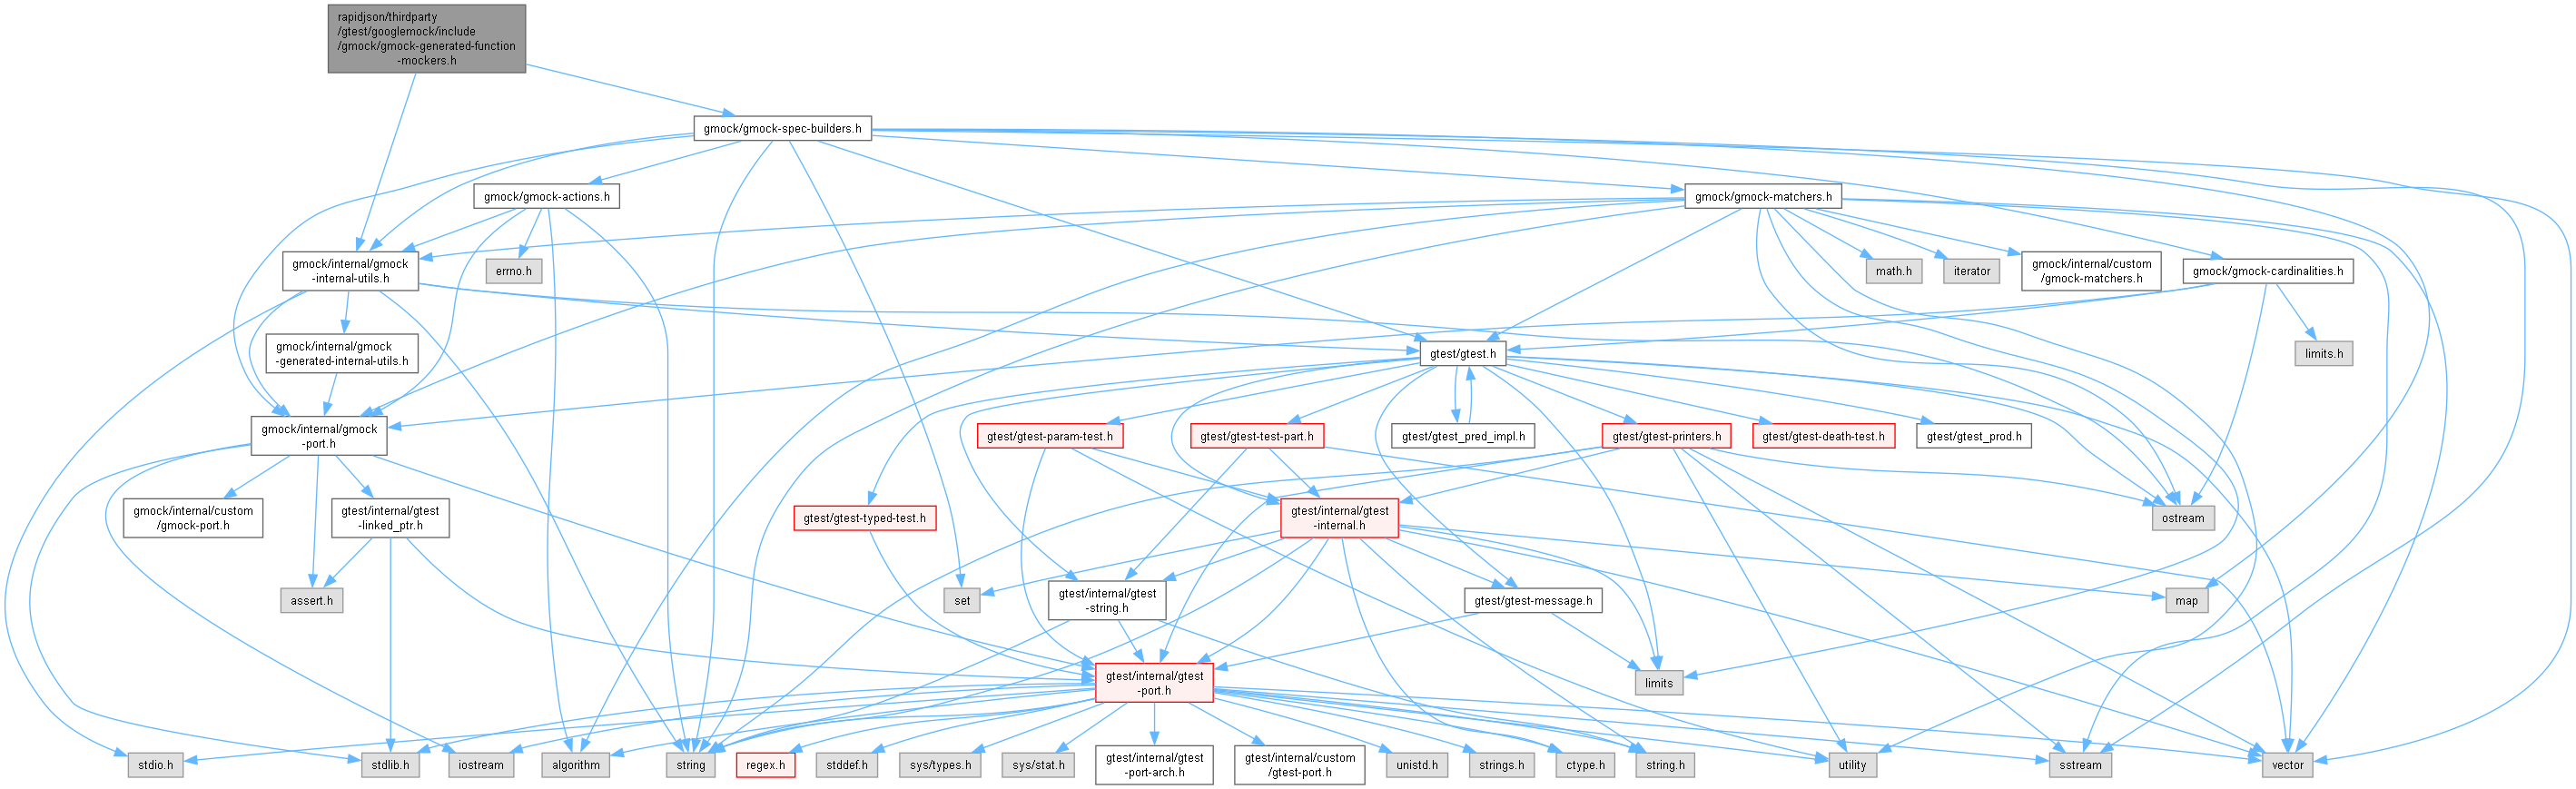 rapidjson/thirdparty
/gtest/googlemock/include
/gmock/gmock-generated-function
-mockers.h
gmock/gmock-spec-builders.h
gmock/gmock-actions.h
gmock/gmock-matchers.h
gmock/internal/gmock
-internal-utils.h
errno.h
math.h
iterator
gmock/internal/custom
/gmock-matchers.h
gmock/gmock-cardinalities.h
gmock/internal/gmock
-generated-internal-utils.h
gtest/gtest.h
limits.h
gmock/internal/gmock
-port.h
gtest/gtest-param-test.h
gtest/gtest-test-part.h
gtest/gtest_pred_impl.h
gtest/gtest-printers.h
gtest/gtest-death-test.h
gtest/gtest_prod.h
gmock/internal/custom
/gmock-port.h
gtest/internal/gtest
-linked_ptr.h
gtest/gtest-typed-test.h
gtest/internal/gtest
-internal.h
ostream
assert.h
set
gtest/internal/gtest
-string.h
gtest/gtest-message.h
map
gtest/internal/gtest
-port.h
limits
stdio.h
stdlib.h
iostream
algorithm
string
regex.h
stddef.h
sys/types.h
sys/stat.h
gtest/internal/gtest
-port-arch.h
gtest/internal/custom
/gtest-port.h
unistd.h
strings.h
ctype.h
string.h
utility
sstream
vector